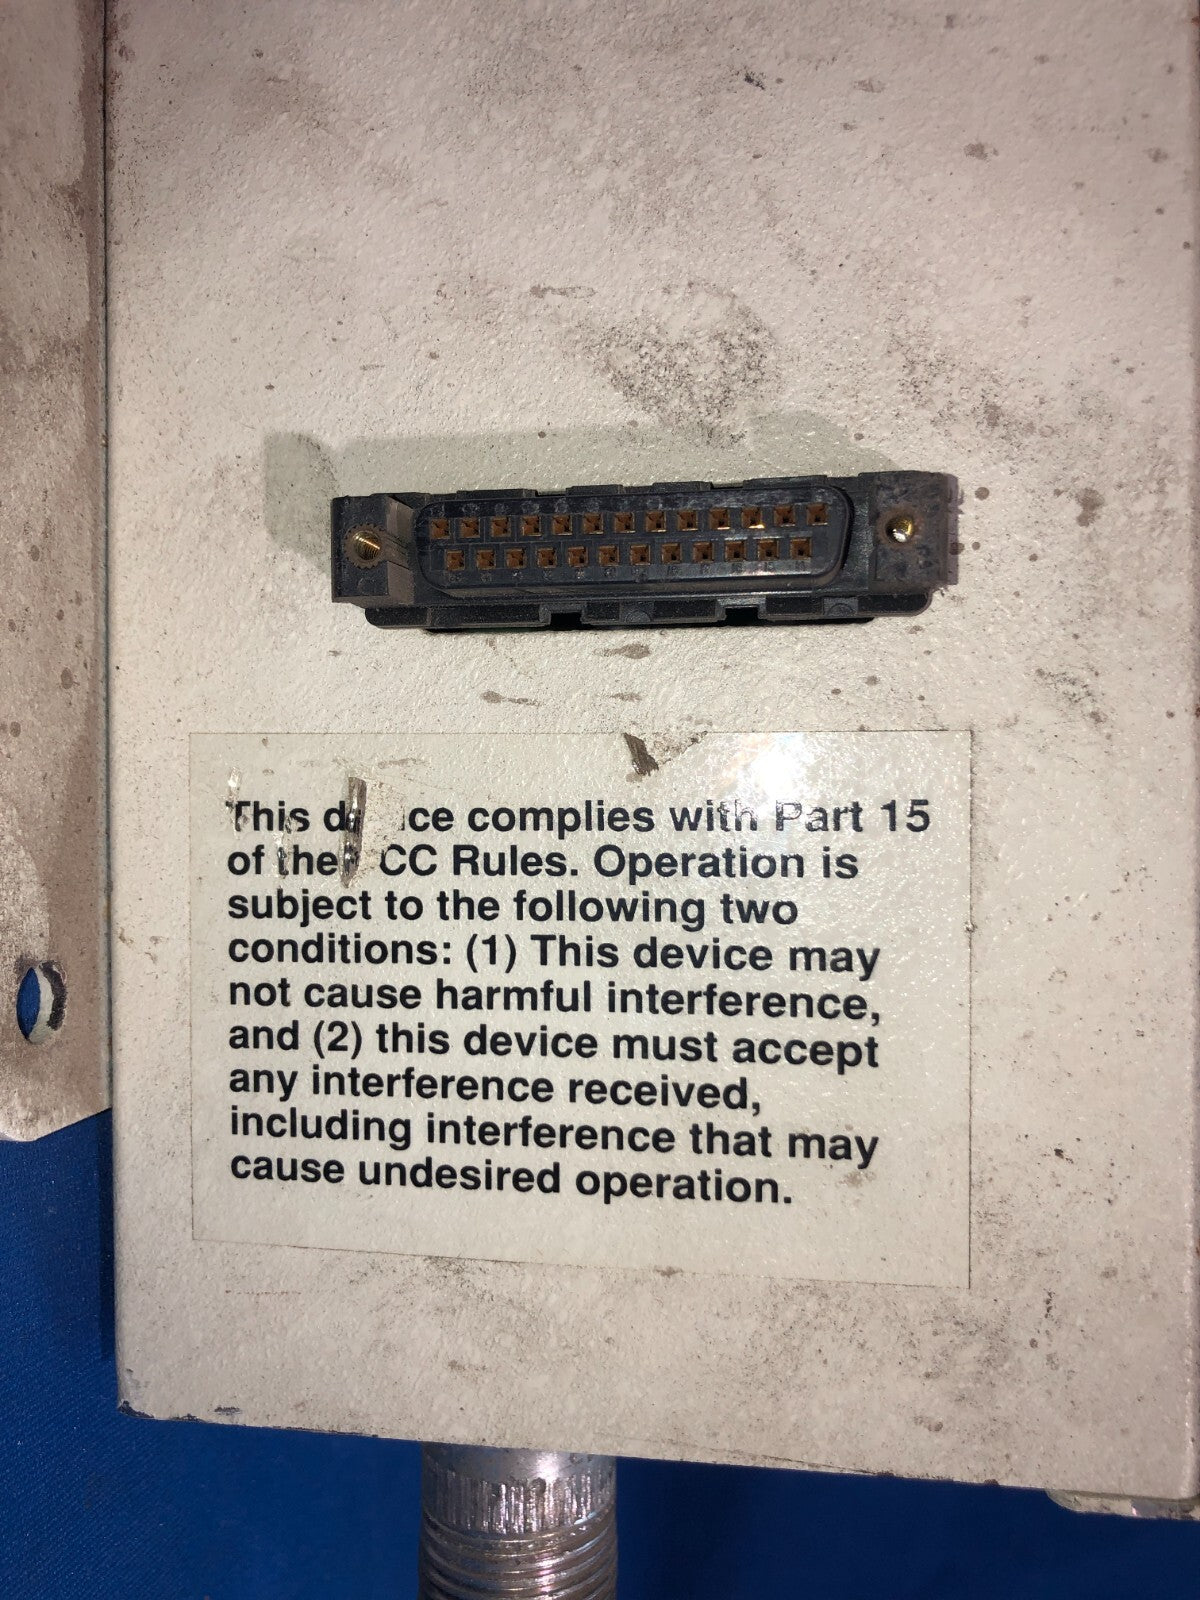 This device complies with Part 15
of the FCC Rules. Operation is
subject to the following two
conditions: (1) This device may
not cause harmful interference,
and (2) this device must accept
any interference received,
including interference that may
cause undesired operation.